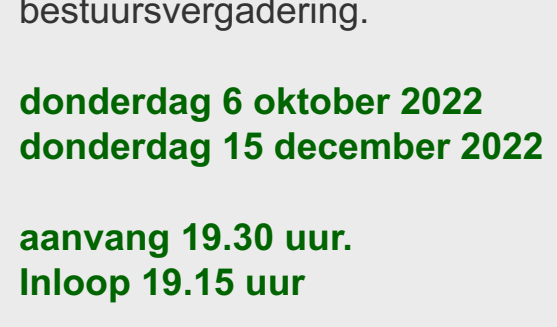 bestuursvergadering.
donderdag 6 oktober 2022
donderdag 15 december 2022
aanvang 19.30 uur.
Inloop 19.15 uur